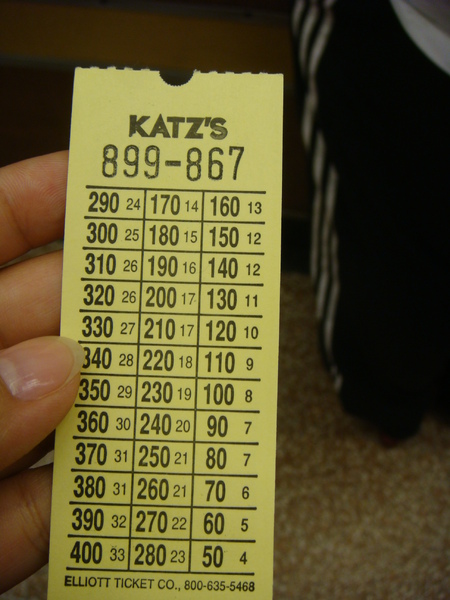 KATZ'S
899-867
290 24 170 14 160 13
300 25 180 15 150 12
310 26 190 16 140 12
320 26 200 17 130 11
330 27 210 17 120 10
340 28 220 18 110 9
350 29 230 19 100 8
360 30 240 20 90 7
370 31 250 21 80 7
380 31 260 21 70 6
390 32 270 22 60 5
400 33 280 23 50 4
ELLIOTT TICKET CO., 800-635-5468